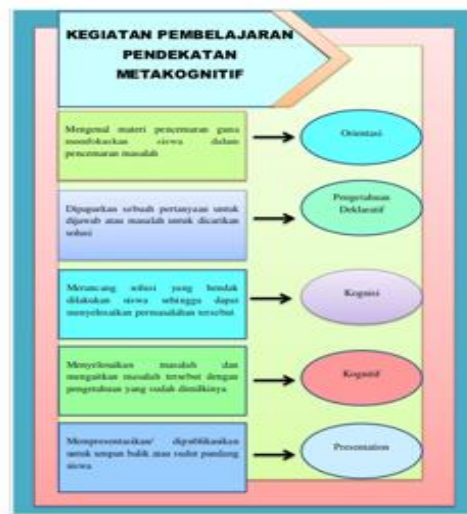 KEGIATAN PEMBELAJARAN
PENDEKATAN
METAKOGNITIF
Mengenal materi pencemaran guna
memfokuskan siswa dalam
pencemaran masalah
Orientasi
Dipaparkan sebuah pertanyaan untuk
dijawab atau masalah untuk dicarikan
solusi
Pengetahuan
Deklaratif
Merancang solusi yang hendak
dilakukan siswa sehingga dapat
menyelesaikan permasalahan tersebut
Kognisi
Menyelesaikan masalah dan
mengaitkan masalah tersebut dengan
pengetahuan yang sudah dimilkinya
Kognitif
Mempresentasikan/ dipublikasikan
untuk umpan balik atau sudut pandang
siswa
Presentation